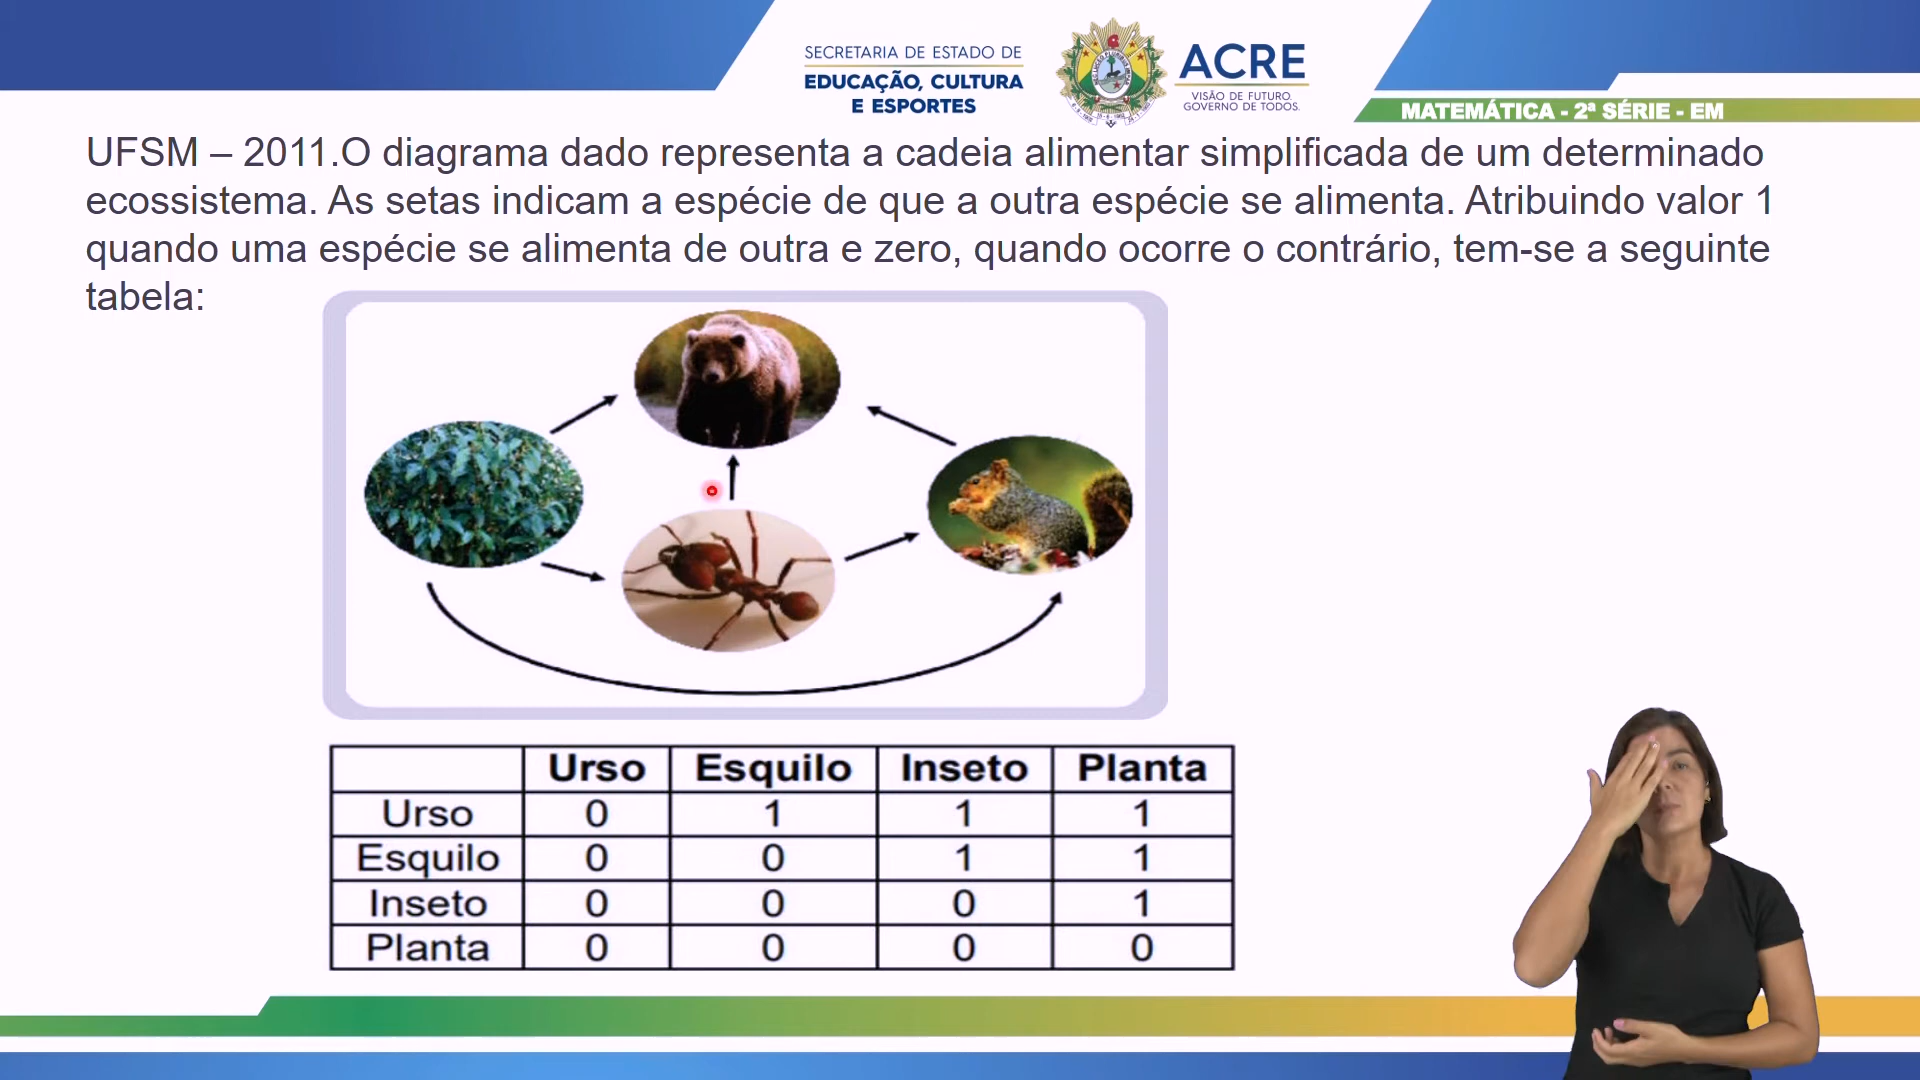 SECRETARIA DE ESTADO DE
EDUCAÇÃO, CULTURA
E ESPORTES
ACRE
VISÃO DE FUTURO.
GOVERNO DE TODOS.
MATEMÁTICA - 2ª SÉRIE - EM
UFSM – 2011.O diagrama dado representa a cadeia alimentar simplificada de um determinado
ecossistema. As setas indicam a espécie de que a outra espécie se alimenta. Atribuindo valor 1
quando uma espécie se alimenta de outra e zero, quando ocorre o contrário, tem-se a seguinte
tabela:
Urso Esquilo Inseto Planta
Urso 0 1 1 1
Esquilo 0 0 1 1
Inseto 0 0 0 1
Planta 0 0 0 0